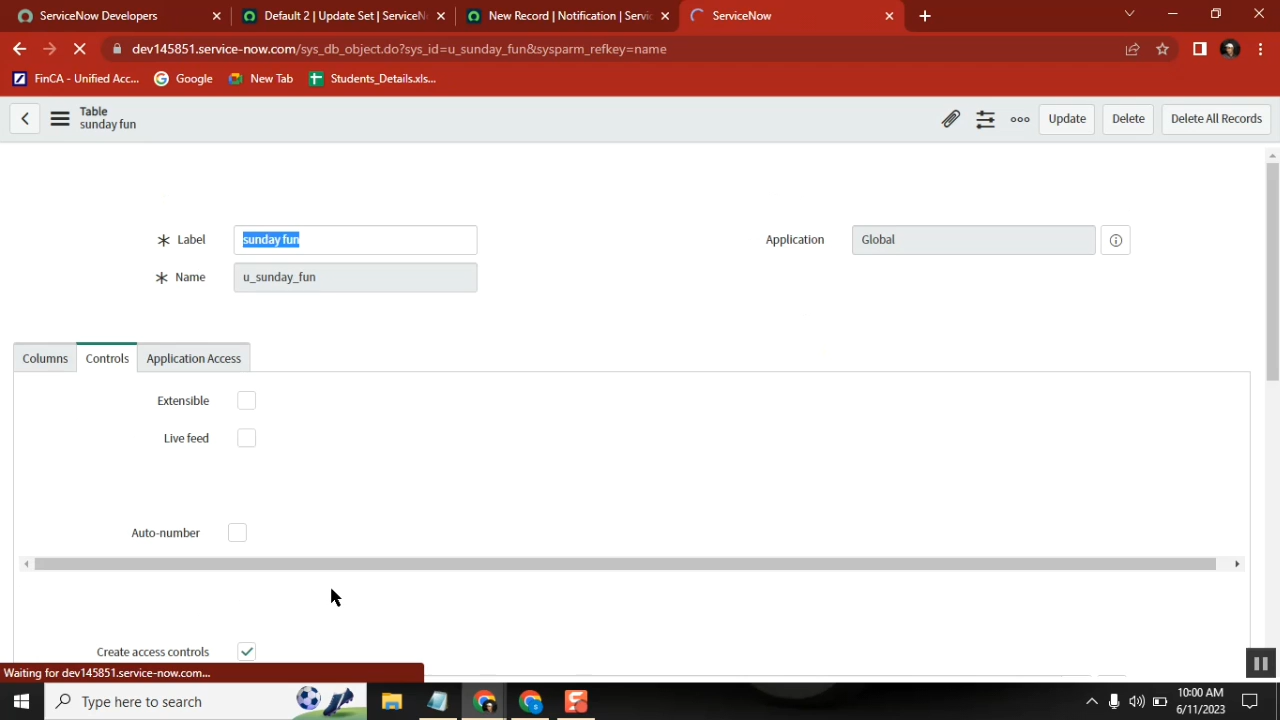 ServiceNow Developers
Default 2 | Update Set | ServiceN
New Record | Notification | Servic
ServiceNow
dev145851.service-now.com/sys_db_object.do?sys_id=u_sunday_fun&sysparm_refkey=name
FinCA - Unified Acc...
Google
New Tab
Students_Details.xls...
Table
sunday fun
Update
Delete
Delete All Records
Label
sunday fun
Application
Global
Name
u_sunday_fun
Columns
Controls
Application Access
Extensible
Live feed
Auto-number
Create access controls
Waiting for dev145851.service-now.com...
Type here to search
10:00 AM
6/11/2023